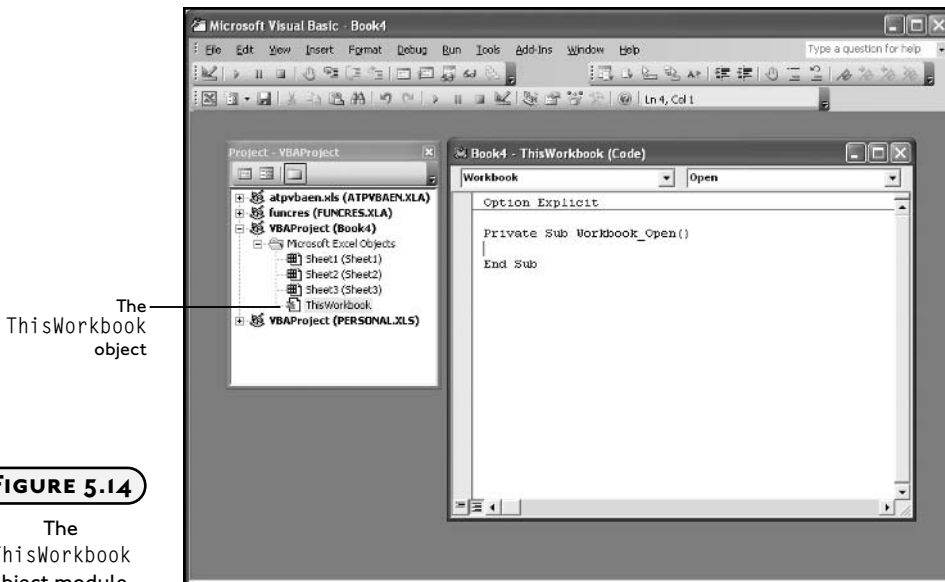 Microsoft Visual Basic - Book4
File Edit View Insert Format Debug Run Tools Add-Ins Window Help
Type a question for help
Ln 4, Col 1
Project - VBAProject
atpvbaen.xls (ATPVBAEN.XLA)
funcres (FUNCRES.XLA)
VBAProject (Book4)
Microsoft Excel Objects
Sheet1 (Sheet1)
Sheet2 (Sheet2)
Sheet3 (Sheet3)
ThisWorkbook
VBAProject (PERSONAL.XLS)
Book4 - ThisWorkbook (Code)
Workbook
Open
Option Explicit
Private Sub Workbook_Open()
End Sub
The
ThisWorkbook
object
FIGURE 5.14
The
ThisWorkbook
object module